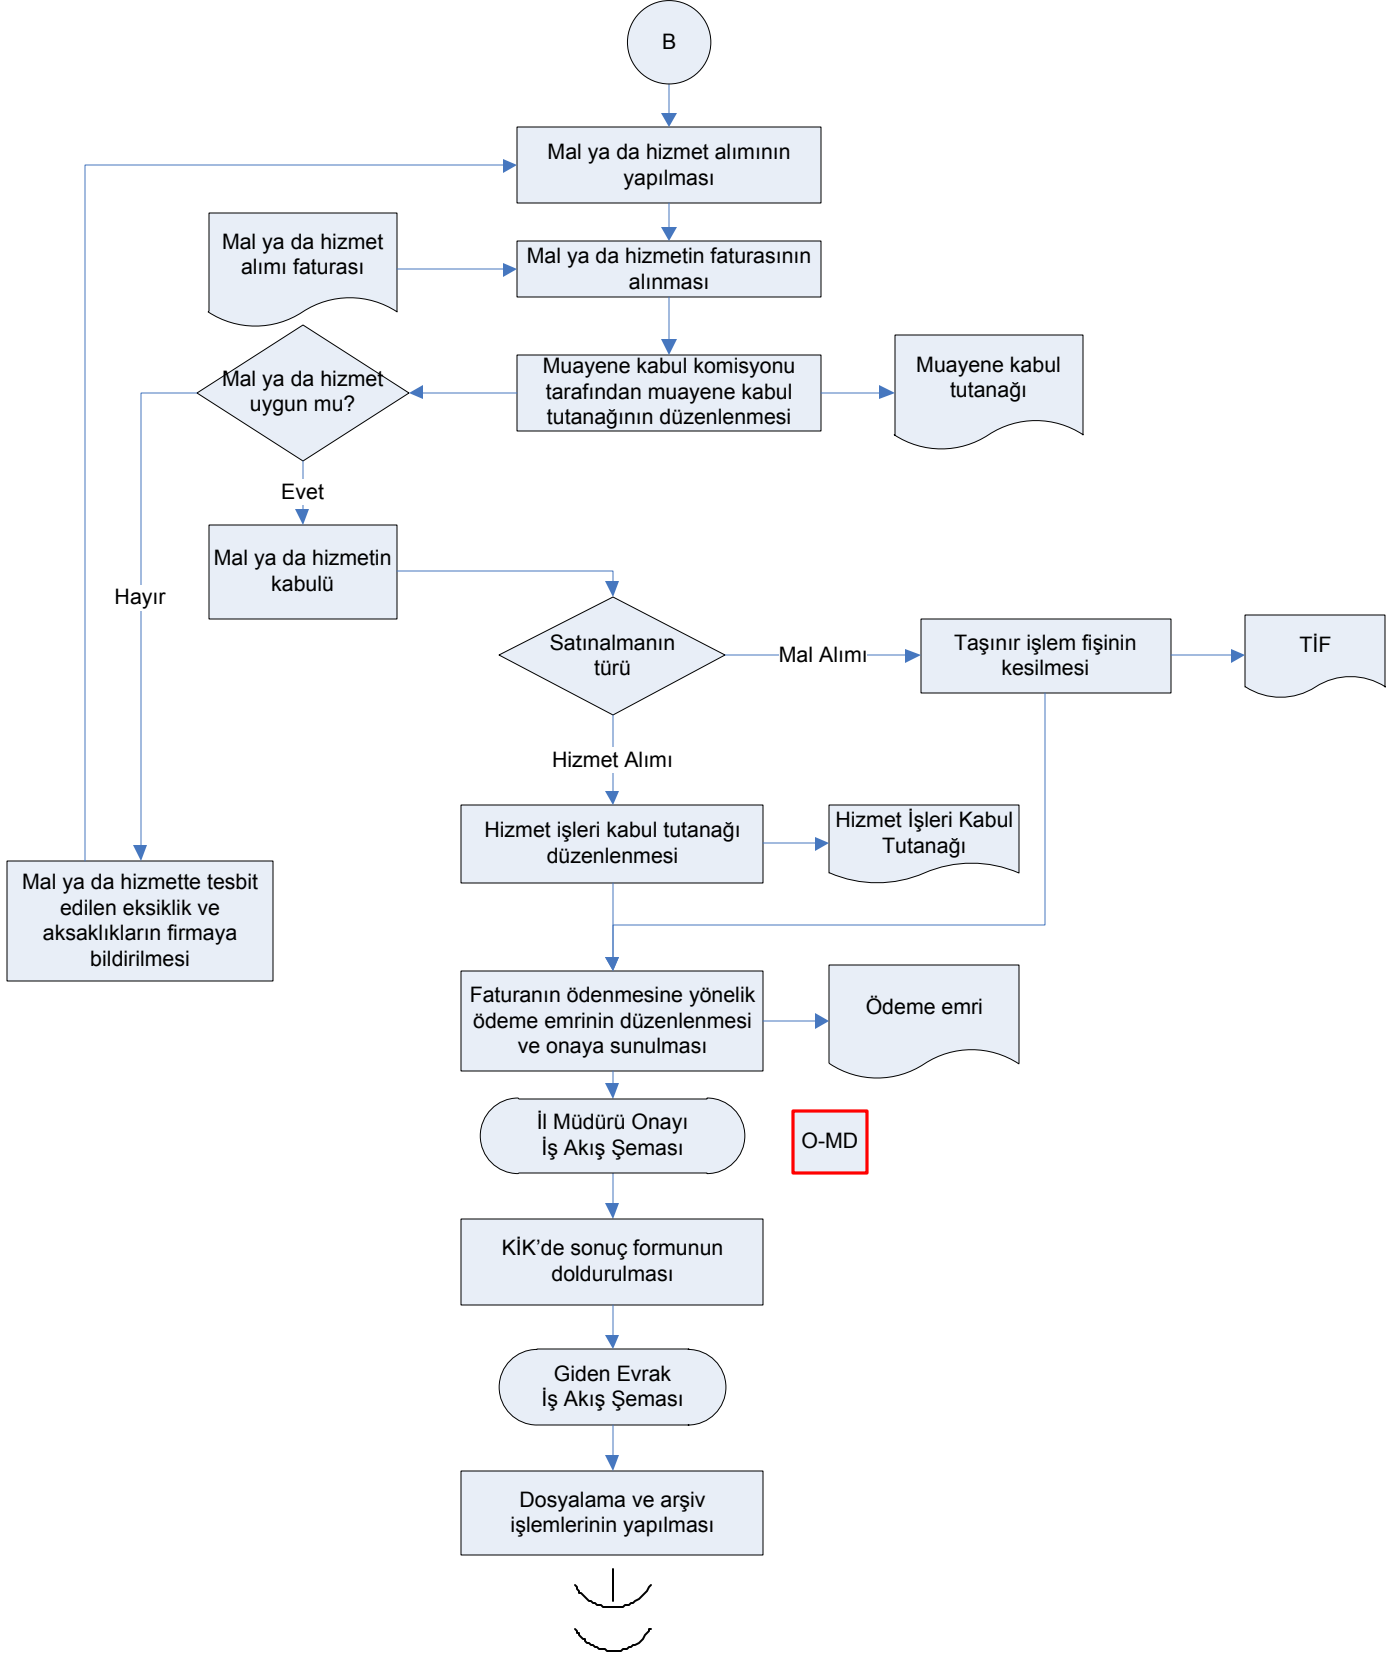 B
Mal ya da hizmet alımının
yapılması
Mal ya da hizmet
alımı faturası
Mal ya da hizmetin faturasının
alınması
Mal ya da hizmet
uygun mu?
Muayene kabul komisyonu
tarafından muayene kabul
tutanağının düzenlenmesi
Muayene kabul
tutanağı
Evet
Mal ya da hizmetin
kabulü
Hayır
Satınalmanın
türü
Mal Alımı
Taşınır işlem fişinin
kesilmesi
TİF
Hizmet Alımı
Hizmet işleri kabul tutanağı
düzenlenmesi
Hizmet İşleri Kabul
Tutanağı
Mal ya da hizmette tesbit
edilen eksiklik ve
aksaklıkların firmaya
bildirilmesi
Faturanın ödenmesine yönelik
ödeme emrinin düzenlenmesi
ve onaya sunulması
Ödeme emri
İl Müdürü Onayı
İş Akış Şeması
O-MD
KİK’de sonuç formunun
doldurulması
Giden Evrak
İş Akış Şeması
Dosyalama ve arşiv
işlemlerinin yapılması